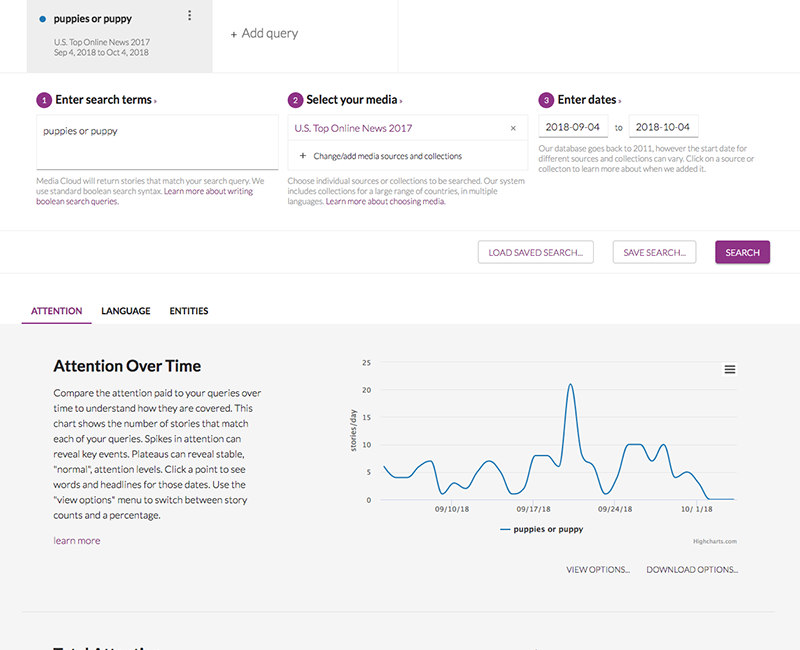 puppies or puppy
U.S. Top Online News 2017
Sep 4, 2018 to Oct 4, 2018
+ Add query
1 Enter search terms »
puppies or puppy
Media Cloud will return stories that match your search query. We
use standard boolean search syntax. Learn more about writing
boolean search queries.
2 Select your media »
U.S. Top Online News 2017 ×
+ Change/add media sources and collections
Choose individual sources or collections to be searched. Our system
includes collections for a large range of countries, in multiple
languages. Learn more about choosing media.
3 Enter dates »
2018-09-04 to 2018-10-04
Our database goes back to 2011, however the start date for
different sources and collections can vary. Click on a source or
collecton to learn more about when we added it.
LOAD SAVED SEARCH... SAVE SEARCH... SEARCH
ATTENTION LANGUAGE ENTITIES
Attention Over Time
Compare the attention paid to your queries over
time to understand how they are covered. This
chart shows the number of stories that match
each of your queries. Spikes in attention can
reveal key events. Plateaus can reveal stable,
"normal", attention levels. Click a point to see
words and headlines for those dates. Use the
"view options" menu to switch between story
counts and a percentage.
learn more
stories/day
25
20
15
10
5
0
09/10/18 09/17/18 09/24/18 10/ 1/18
puppies or puppy
Highcharts.com
VIEW OPTIONS... DOWNLOAD OPTIONS...